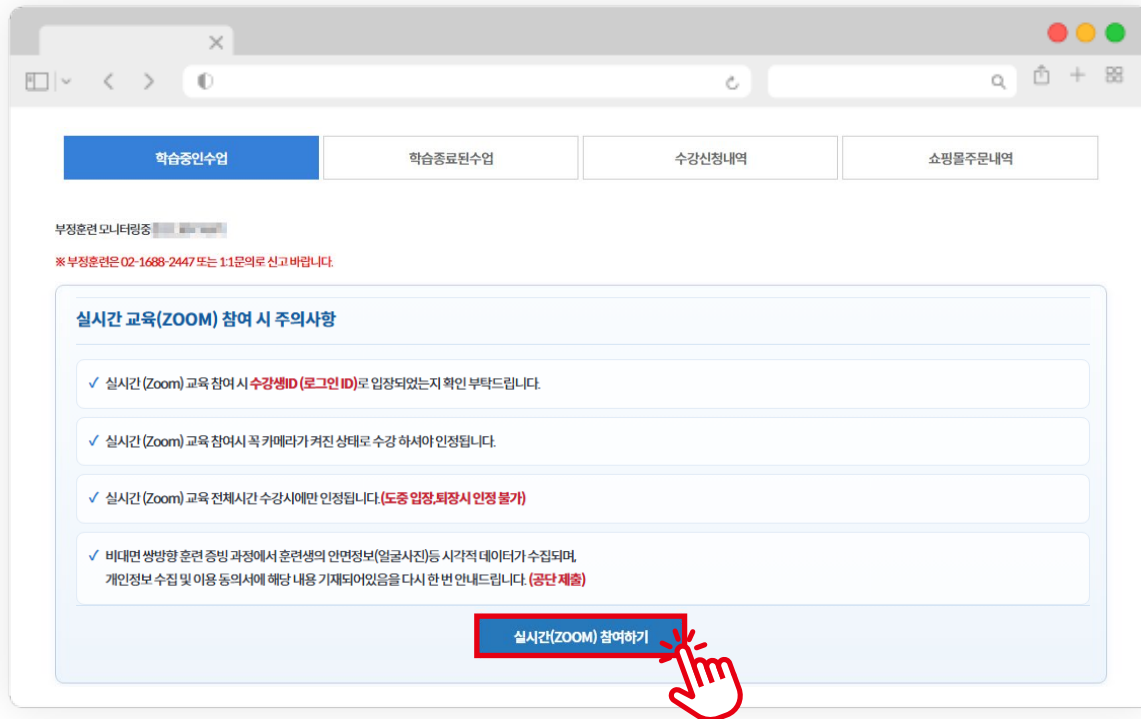 학습중인수업
학습종료된수업
수강신청내역
쇼핑몰주문내역
부정훈련 모니터링중
※ 부정훈련은 02-1688-2447 또는 1:1문의로 신고 바랍니다.
실시간 교육(ZOOM) 참여 시 주의사항
✓ 실시간 (Zoom) 교육 참여 시 수강생ID (로그인 ID)로 입장되었는지 확인 부탁드립니다.
✓ 실시간 (Zoom) 교육 참여시 꼭 카메라가 켜진 상태로 수강 하셔야 인정됩니다.
✓ 실시간 (Zoom) 교육 전체시간 수강시에만 인정됩니다.(도중 입장,퇴장시 인정 불가)
✓ 비대면 쌍방향 훈련 증빙 과정에서 훈련생의 안면정보(얼굴사진)등 시각적 데이터가 수집되며,
개인정보 수집 및 이용 동의서에 해당 내용 기재되어있음을 다시 한 번 안내드립니다. (공단 제출)
실시간(ZOOM) 참여하기